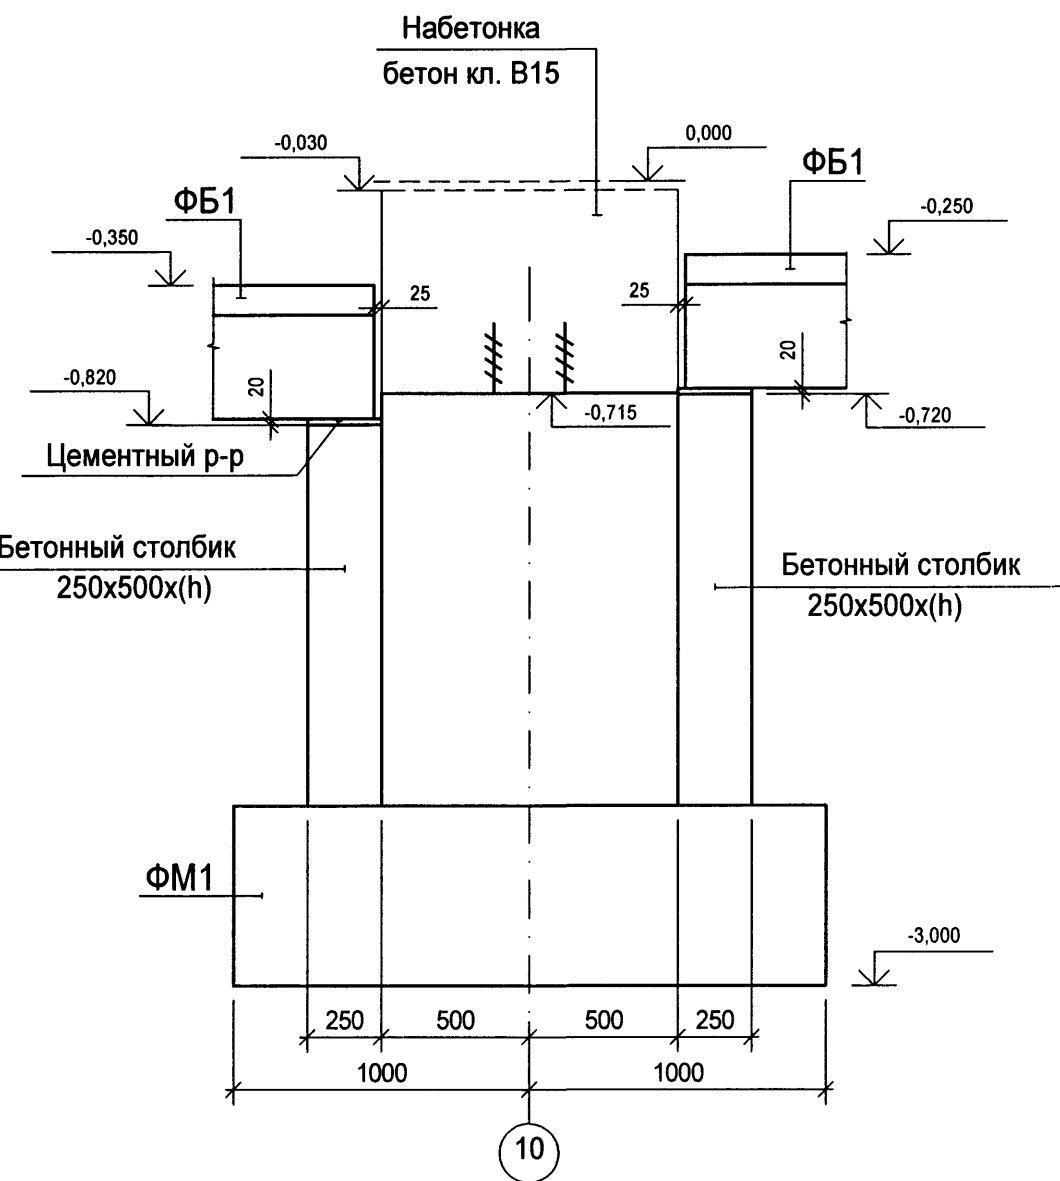 Набетонка
бетон кл. В15
-0,030
0,000
ФБ1
ФБ1
-0,350
-0,250
25
25
20
20
-0,820
-0,715
-0,720
Цементный р-р
Бетонный столбик
250х500х(h)
Бетонный столбик
250х500х(h)
ФМ1
-3,000
250
500
500
250
1000
1000
10